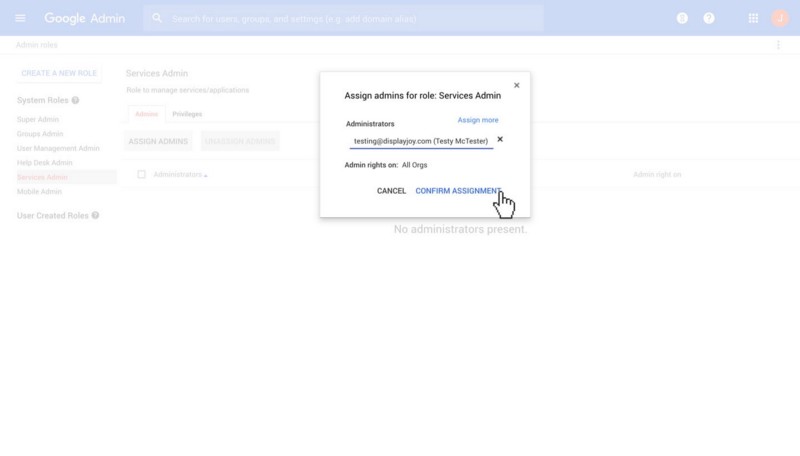 Google Admin
Search for users, groups, and settings (e.g. add domain alias)
J
Admin roles
CREATE A NEW ROLE
System Roles
Super Admin
Groups Admin
User Management Admin
Help Desk Admin
Services Admin
Mobile Admin
User Created Roles
Services Admin
Role to manage services/applications
Admins
Privileges
ASSIGN ADMINS
UNASSIGN ADMINS
Administrators
Admin right on
No administrators present.
Assign admins for role: Services Admin
Administrators
Assign more
testing@displayjoy.com (Testy McTester)
Admin rights on: All Orgs
CANCEL
CONFIRM ASSIGNMENT